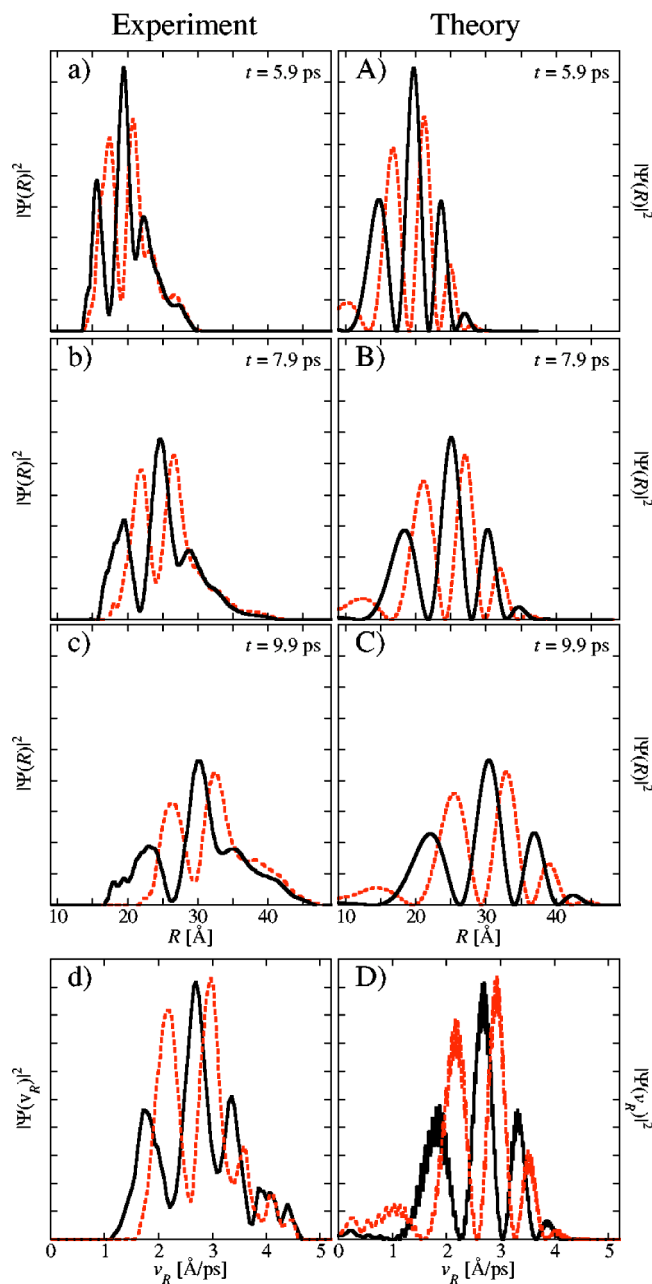 Experiment Theory
a) t = 5.9 ps A) t = 5.9 ps
|Ψ(R)|² |Ψ(R)|²
b) t = 7.9 ps B) t = 7.9 ps
|Ψ(R)|² |Ψ(R)|²
c) t = 9.9 ps C) t = 9.9 ps
|Ψ(R)|² |Ψ(R)|²
10 20 30 40 10 20 30 40
R [Å] R [Å]
d) D)
|Ψ(v_R)|² |Ψ(v_R)|²
0 1 2 3 4 5 0 1 2 3 4 5
v_R [Å/ps] v_R [Å/ps]